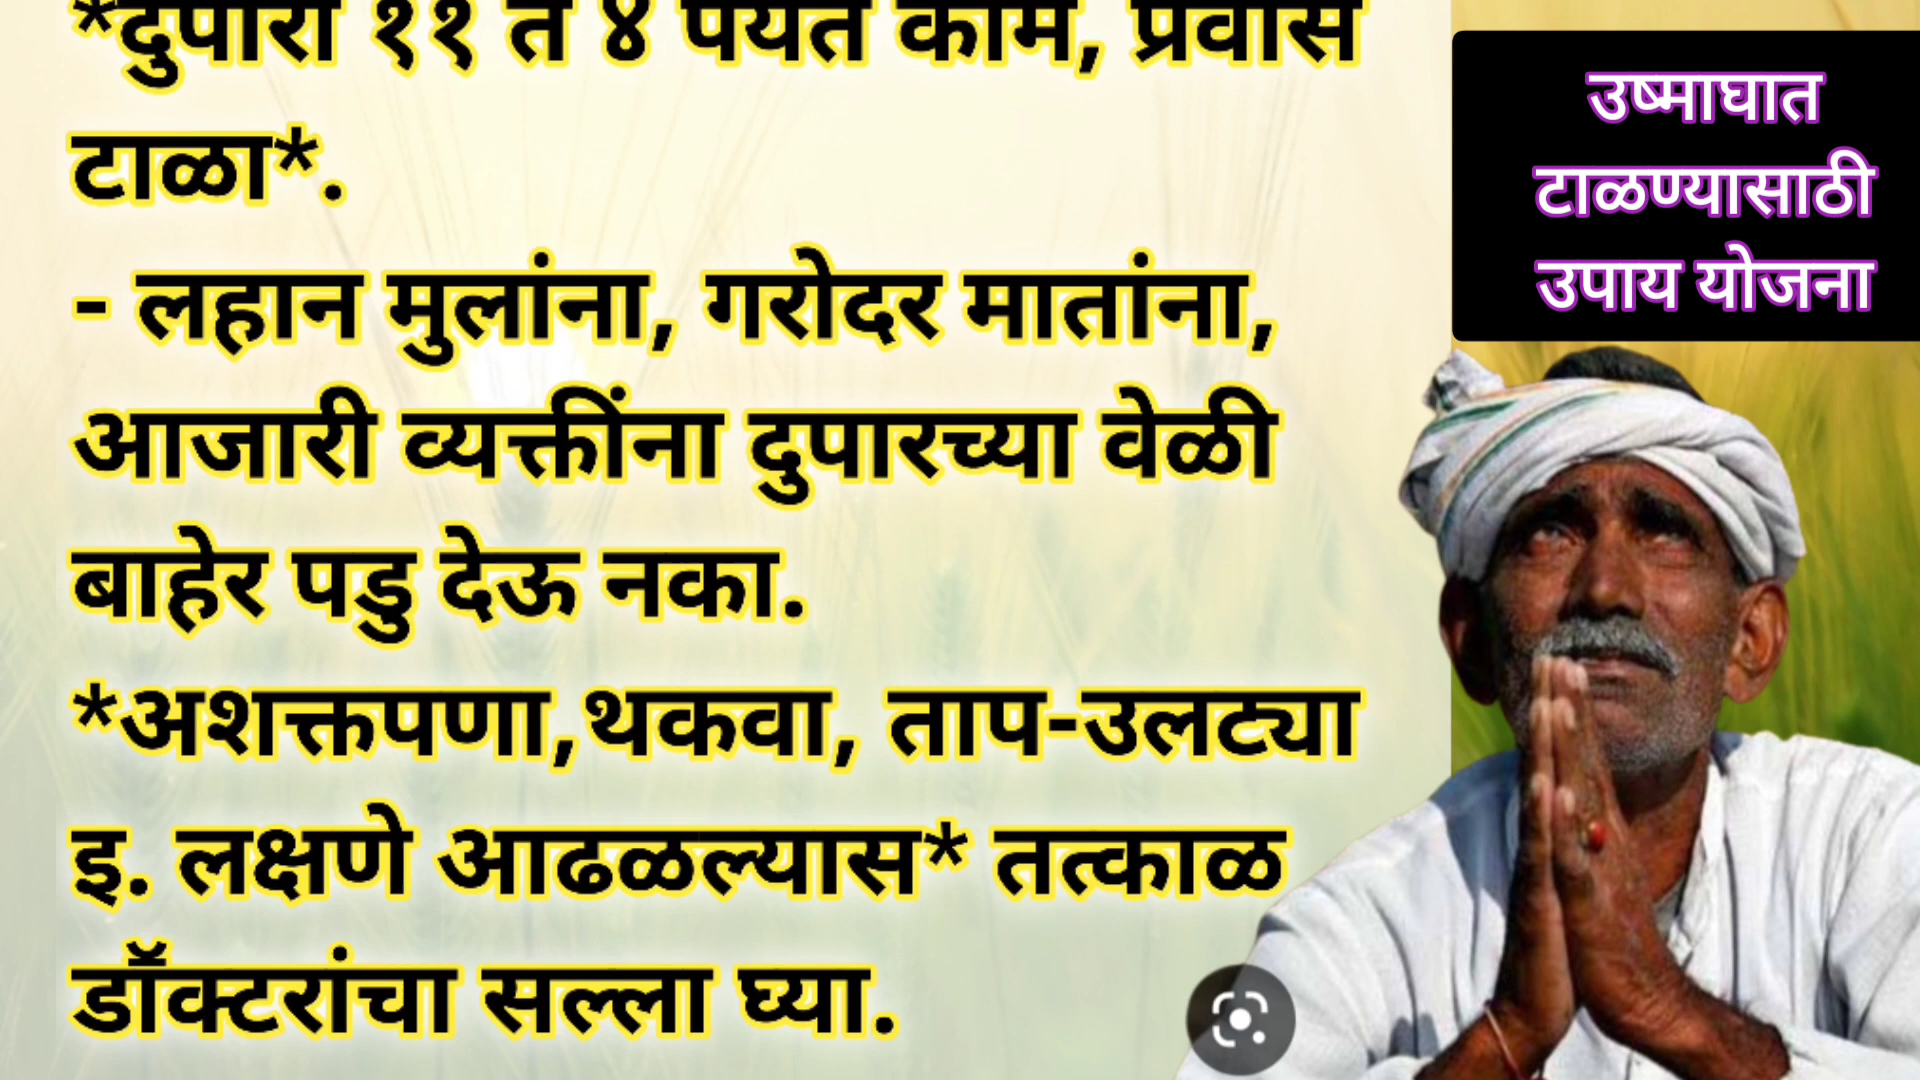 *दुपारी ११ ते ४ पर्यंत काम, प्रवास
टाळा*.
- लहान मुलांना, गरोदर मातांना,
आजारी व्यक्तींना दुपारच्या वेळी
बाहेर पडु देऊ नका.
*अशक्तपणा,थकवा, ताप-उलट्या
इ. लक्षणे आढळल्यास* तत्काळ
डॉक्टरांचा सल्ला घ्या.
उष्माघात
टाळण्यासाठी
उपाय योजना